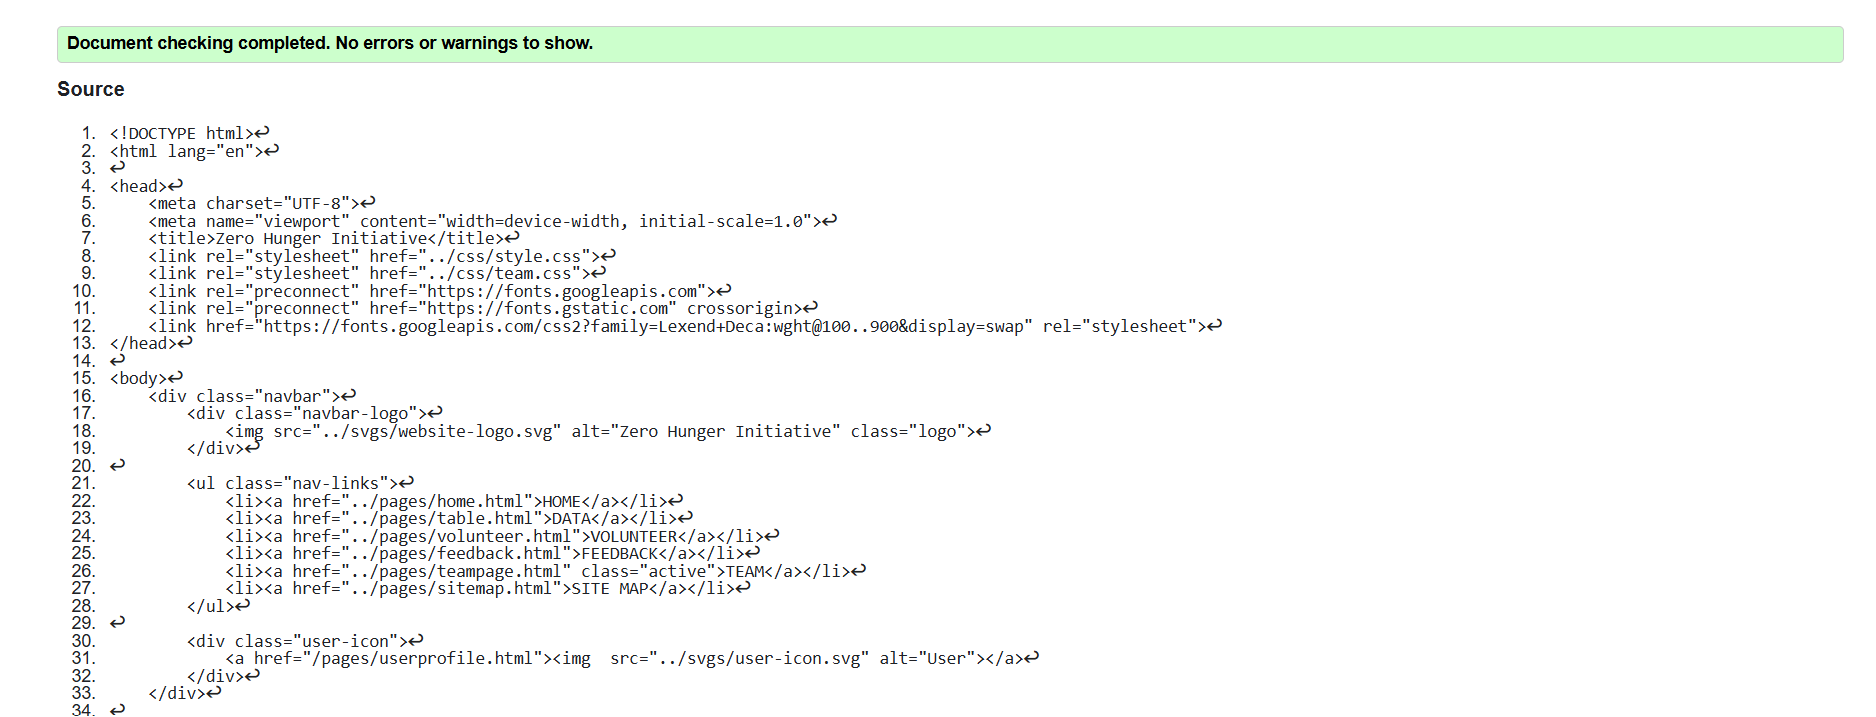 Document checking completed. No errors or warnings to show.
Source
1. <!DOCTYPE html>↩
2. <html lang="en">↩
3. ↩
4. <head>↩
5.     <meta charset="UTF-8">↩
6.     <meta name="viewport" content="width=device-width, initial-scale=1.0">↩
7.     <title>Zero Hunger Initiative</title>↩
8.     <link rel="stylesheet" href="../css/style.css">↩
9.     <link rel="stylesheet" href="../css/team.css">↩
10.     <link rel="preconnect" href="https://fonts.googleapis.com">↩
11.     <link rel="preconnect" href="https://fonts.gstatic.com" crossorigin>↩
12.     <link href="https://fonts.googleapis.com/css2?family=Lexend+Deca:wght@100..900&display=swap" rel="stylesheet">↩
13. </head>↩
14. ↩
15. <body>↩
16.     <div class="navbar">↩
17.         <div class="navbar-logo">↩
18.             <img src="../svgs/website-logo.svg" alt="Zero Hunger Initiative" class="logo">↩
19.         </div>↩
20. ↩
21.         <ul class="nav-links">↩
22.             <li><a href="../pages/home.html">HOME</a></li>↩
23.             <li><a href="../pages/table.html">DATA</a></li>↩
24.             <li><a href="../pages/volunteer.html">VOLUNTEER</a></li>↩
25.             <li><a href="../pages/feedback.html">FEEDBACK</a></li>↩
26.             <li><a href="../pages/teampage.html" class="active">TEAM</a></li>↩
27.             <li><a href="../pages/sitemap.html">SITE MAP</a></li>↩
28.         </ul>↩
29. ↩
30.         <div class="user-icon">↩
31.             <a href="/pages/userprofile.html"><img  src="../svgs/user-icon.svg" alt="User"></a>↩
32.         </div>↩
33.     </div>↩
34. ↩